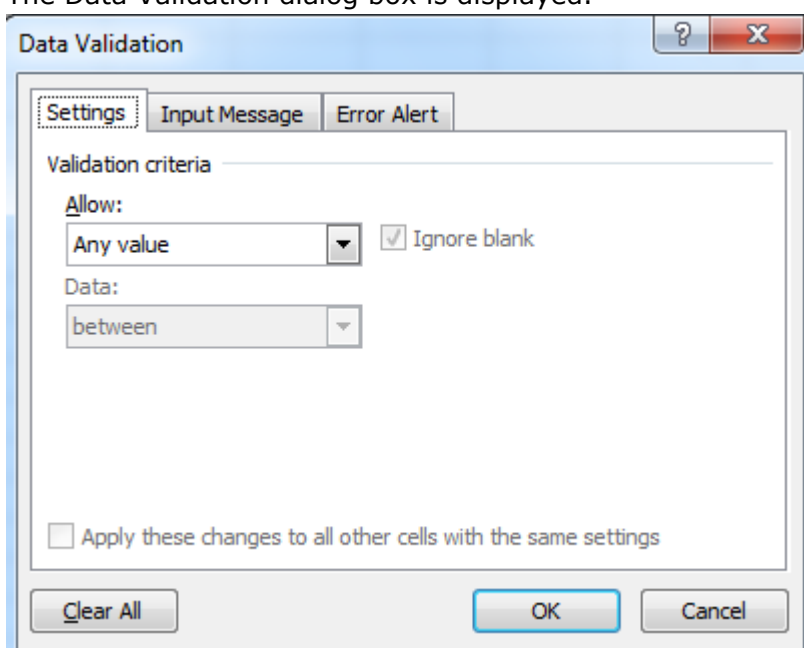 The Data Validation dialog box is displayed.
Data Validation
Settings Input Message Error Alert
Validation criteria
Allow:
Any value Ignore blank
Data:
between
Apply these changes to all other cells with the same settings
Clear All OK Cancel